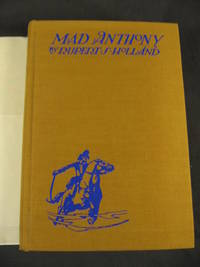 MAD ANTHONY
BY RUPERT S. HOLLAND